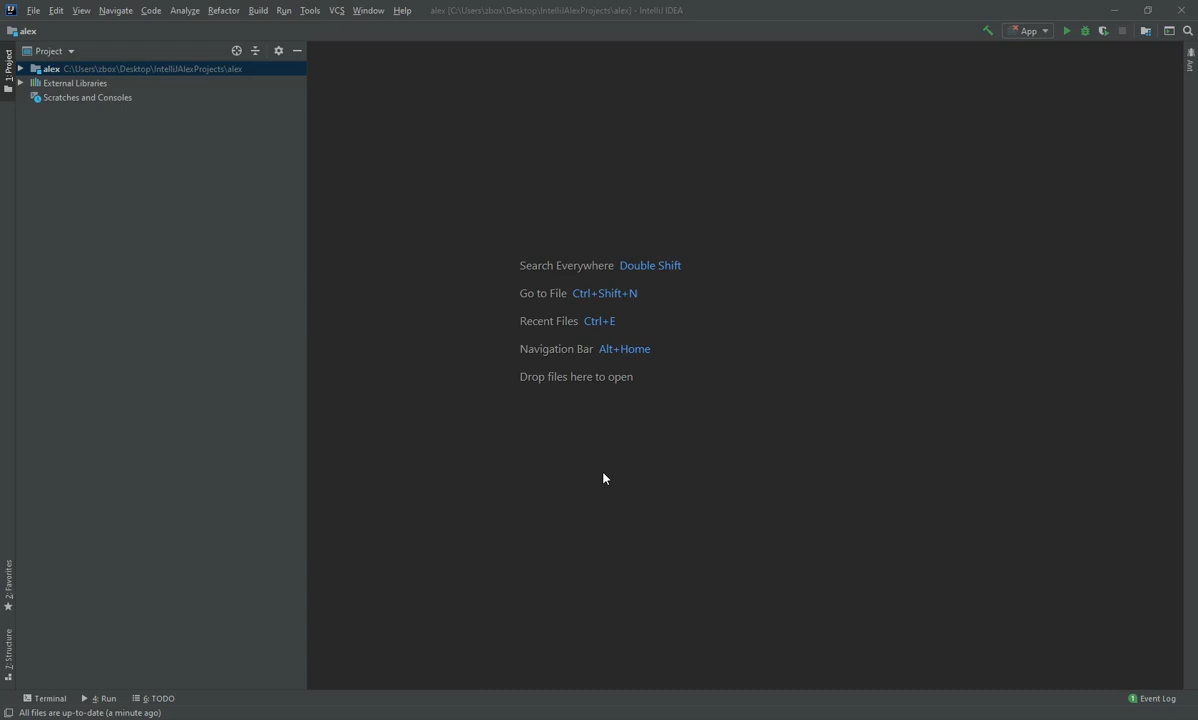 File Edit View Navigate Code Analyze Refactor Build Run Tools VCS Window Help alex [C:\Users\zbox\Desktop\IntelliJAlexProjects\alex] - IntelliJ IDEA
alex
App
Project
1: Project
alex C:\Users\zbox\Desktop\IntelliJAlexProjects\alex
External Libraries
Scratches and Consoles
Ant
Search Everywhere Double Shift
Go to File Ctrl+Shift+N
Recent Files Ctrl+E
Navigation Bar Alt+Home
Drop files here to open
2: Favorites
7: Structure
Terminal 4: Run 6: TODO 1 Event Log
All files are up-to-date (a minute ago)